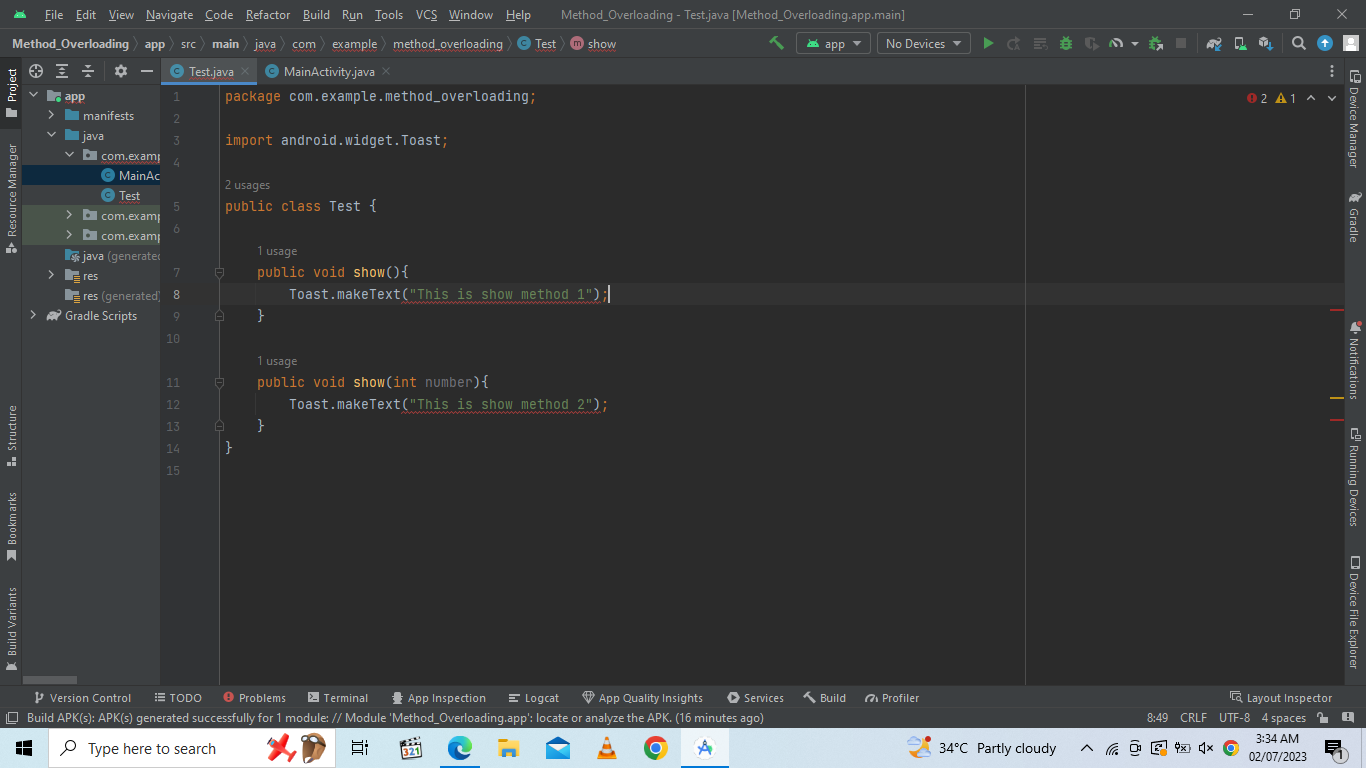 File Edit View Navigate Code Refactor Build Run Tools VCS Window Help Method_Overloading - Test.java [Method_Overloading.app.main]
Method_Overloading app src main java com example method_overloading Test show app No Devices
Project
Resource Manager
Structure
Bookmarks
Build Variants
app
manifests
java
com.examp
MainAc
Test
com.examp
com.examp
java (generated
res
res (generated)
Gradle Scripts
Test.java MainActivity.java
2 1
1 package com.example.method_overloading;
2
3 import android.widget.Toast;
4
2 usages
5 public class Test {
6
1 usage
7 public void show(){
8 Toast.makeText("This is show method 1");
9 }
10
1 usage
11 public void show(int number){
12 Toast.makeText("This is show method 2");
13 }
14 }
15
Device Manager
Gradle
Notifications
Running Devices
Device File Explorer
Version Control TODO Problems Terminal App Inspection Logcat App Quality Insights Services Build Profiler Layout Inspector
Build APK(s): APK(s) generated successfully for 1 module: // Module 'Method_Overloading.app': locate or analyze the APK. (16 minutes ago) 8:49 CRLF UTF-8 4 spaces
Type here to search 321 34°C Partly cloudy 3:34 AM
02/07/2023 1